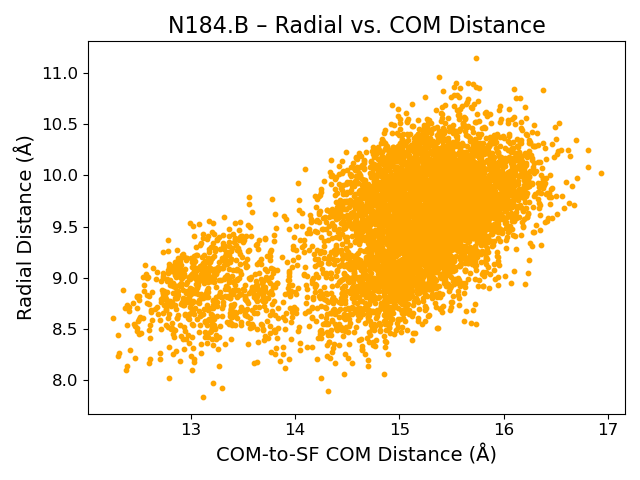 N184.B – Radial vs. COM Distance
Radial Distance (Å)
11.0
10.5
10.0
9.5
9.0
8.5
8.0
13 14 15 16 17
COM-to-SF COM Distance (Å)